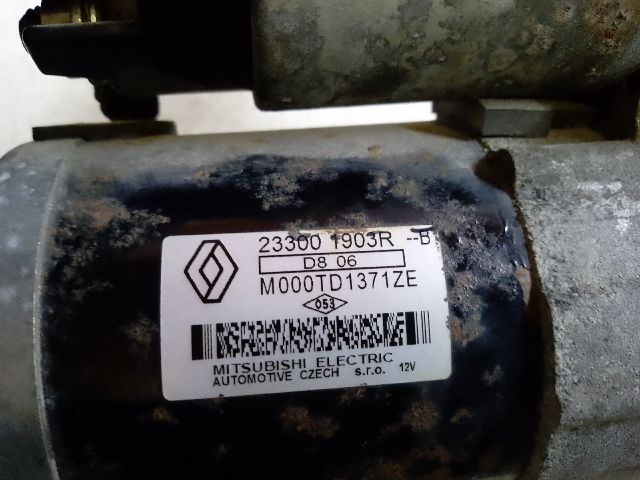 23300 1903R --B
D8 06
M000TD1371ZE
053
MITSUBISHI ELECTRIC
AUTOMOTIVE CZECH s.r.o. 12V